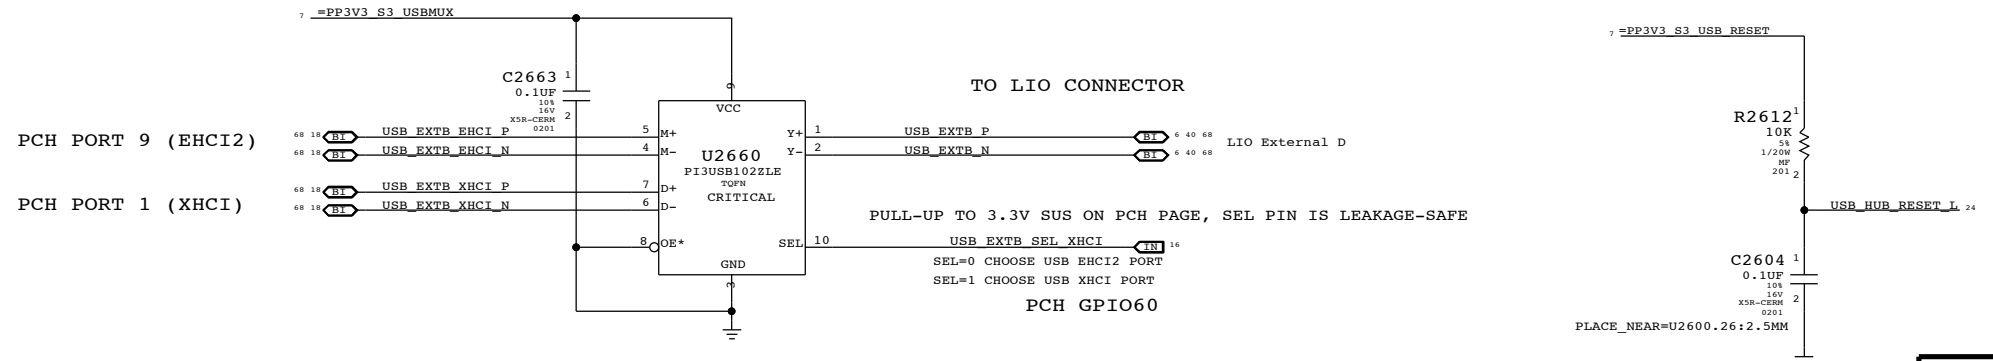 7 =PP3V3_S3_USBMUX
C2663 1
0.1UF
10%
16V
X5R-CERM 2
0201
9
VCC
TO LIO CONNECTOR
PCH PORT 9 (EHCI2)
68 18 BI USB_EXTB_EHCI_P 5 M+
68 18 BI USB_EXTB_EHCI_N 4 M-
Y+ 1 USB_EXTB_P BI 6 40 68
Y- 2 USB_EXTB_N BI 6 40 68
LIO External D
U2660
PI3USB102ZLE
TQFN
CRITICAL
PCH PORT 1 (XHCI)
68 18 BI USB_EXTB_XHCI_P 7 D+
68 18 BI USB_EXTB_XHCI_N 6 D-
PULL-UP TO 3.3V SUS ON PCH PAGE, SEL PIN IS LEAKAGE-SAFE
8 OE*
SEL 10 USB_EXTB_SEL_XHCI IN 16
SEL=0 CHOOSE USB EHCI2 PORT
SEL=1 CHOOSE USB XHCI PORT
PCH GPIO60
GND
3
7 =PP3V3_S3_USB_RESET
R2612 1
10K
5%
1/20W
MF
201 2
USB_HUB_RESET_L 24
C2604 1
0.1UF
10%
16V
X5R-CERM 2
0201
PLACE_NEAR=U2600.26:2.5MM